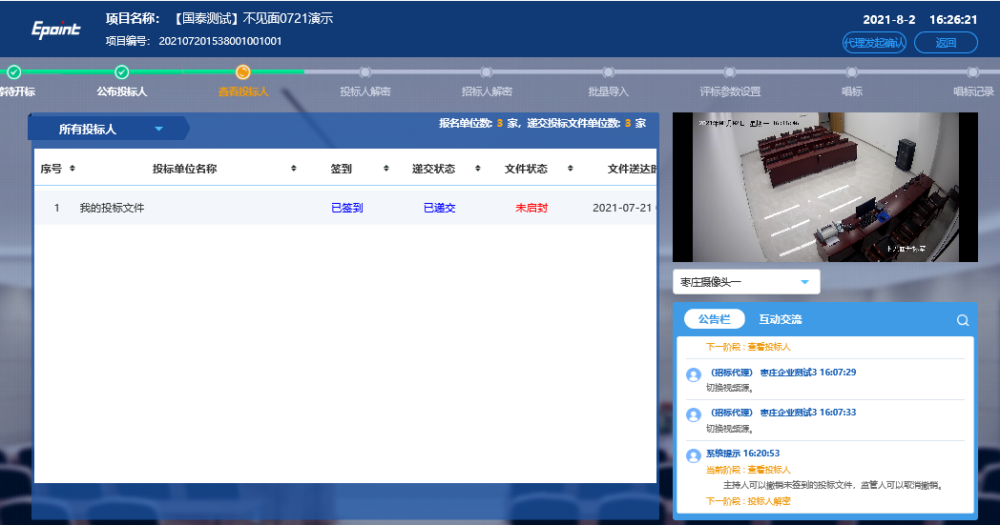 Epoint
项目名称： 【国泰测试】不见面0721演示
项目编号： 202107201538001001001
2021-8-2 16:26:21
代理发起确认 返回
等待开标 公布投标人 查看投标人 投标人解密 招标人解密 批量导入 评标参数设置 唱标 唱标记录
所有投标人
报名单位数: 3 家, 递交投标文件单位数: 3 家
序号 投标单位名称 签到 递交状态 文件状态 文件送达时
1 我的投标文件 已签到 已递交 未启封 2021-07-21
枣庄摄像头一
公告栏 互动交流
下一阶段 : 查看投标人
（招标代理） 枣庄企业测试3 16:07:29
切换视频源。
（招标代理） 枣庄企业测试3 16:07:33
切换视频源。
系统提示 16:20:53
当前阶段 : 查看投标人
主持人可以撤销未签到的投标文件，监管人可以取消撤销。
下一阶段 : 投标人解密